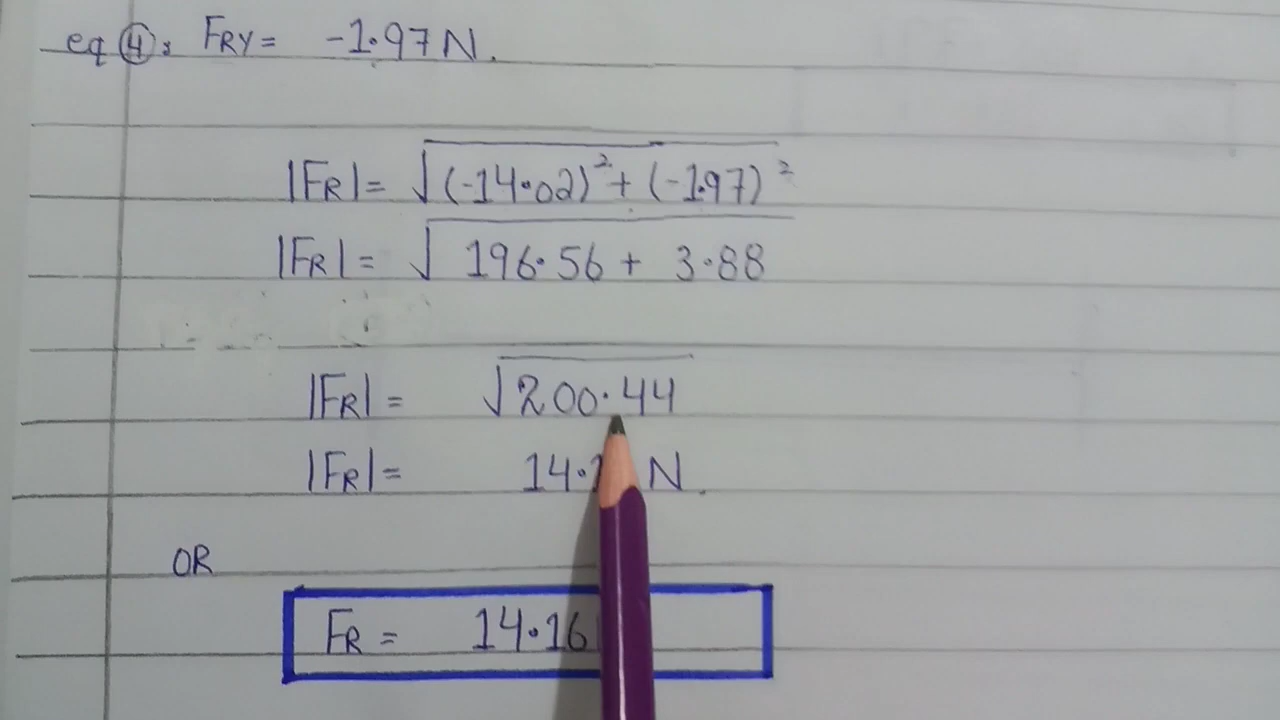 eq ④: FRY = -1.97 N.
|FR| = √(-14.02)² + (-1.97)²
|FR| = √196.56 + 3.88
|FR| = √200.44
|FR| = 14.1 N.
OR
FR = 14.16